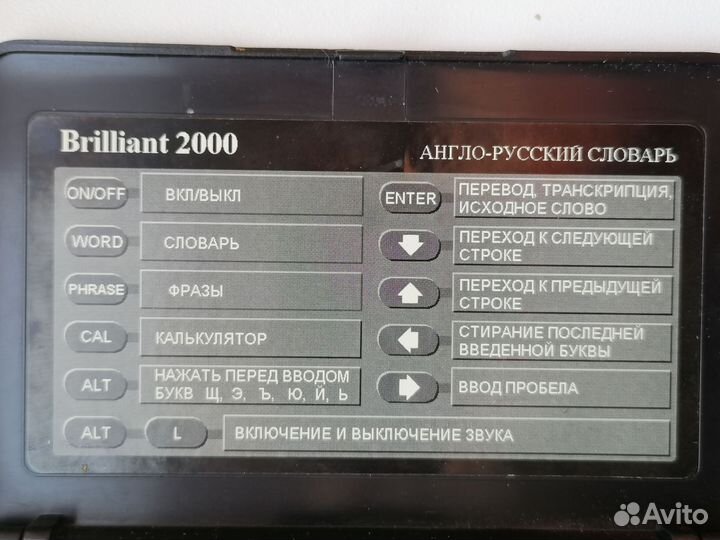 Brilliant 2000
АНГЛО-РУССКИЙ СЛОВАРЬ
ON/OFF ВКЛ/ВЫКЛ
WORD СЛОВАРЬ
PHRASE ФРАЗЫ
CAL КАЛЬКУЛЯТОР
ALT НАЖАТЬ ПЕРЕД ВВОДОМ
БУКВ Щ, Э, Ъ, Ю, Й, Ь
ENTER ПЕРЕВОД, ТРАНСКРИПЦИЯ,
ИСХОДНОЕ СЛОВО
ПЕРЕХОД К СЛЕДУЮЩЕЙ
СТРОКЕ
ПЕРЕХОД К ПРЕДЫДУЩЕЙ
СТРОКЕ
СТИРАНИЕ ПОСЛЕДНЕЙ
ВВЕДЕННОЙ БУКВЫ
ВВОД ПРОБЕЛА
ALT L ВКЛЮЧЕНИЕ И ВЫКЛЮЧЕНИЕ ЗВУКА
Avito